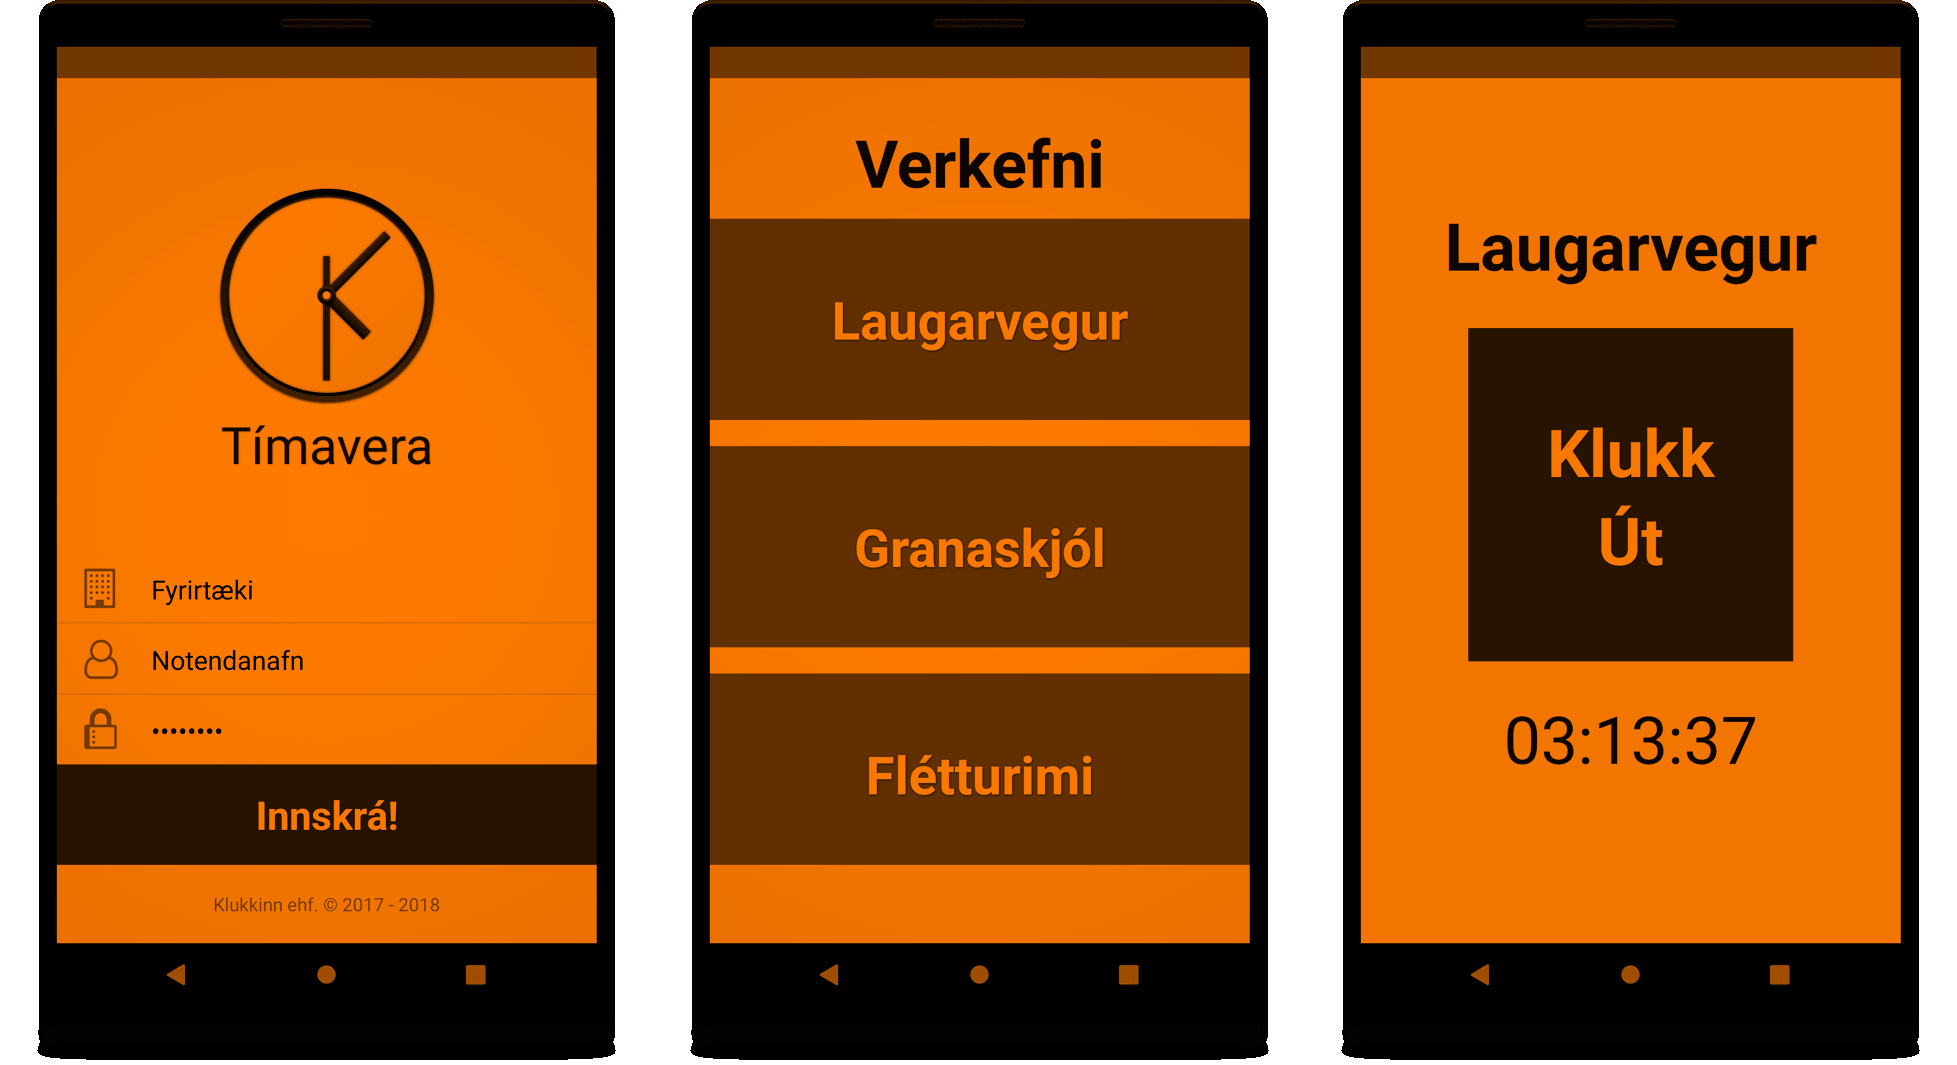 Tímavera
Fyrirtæki
Notendanafn
••••••••
Innskrá!
Klukkinn ehf. © 2017 - 2018
Verkefni
Laugarvegur
Granaskjól
Flétturimi
Laugarvegur
Klukk
Út
03:13:37